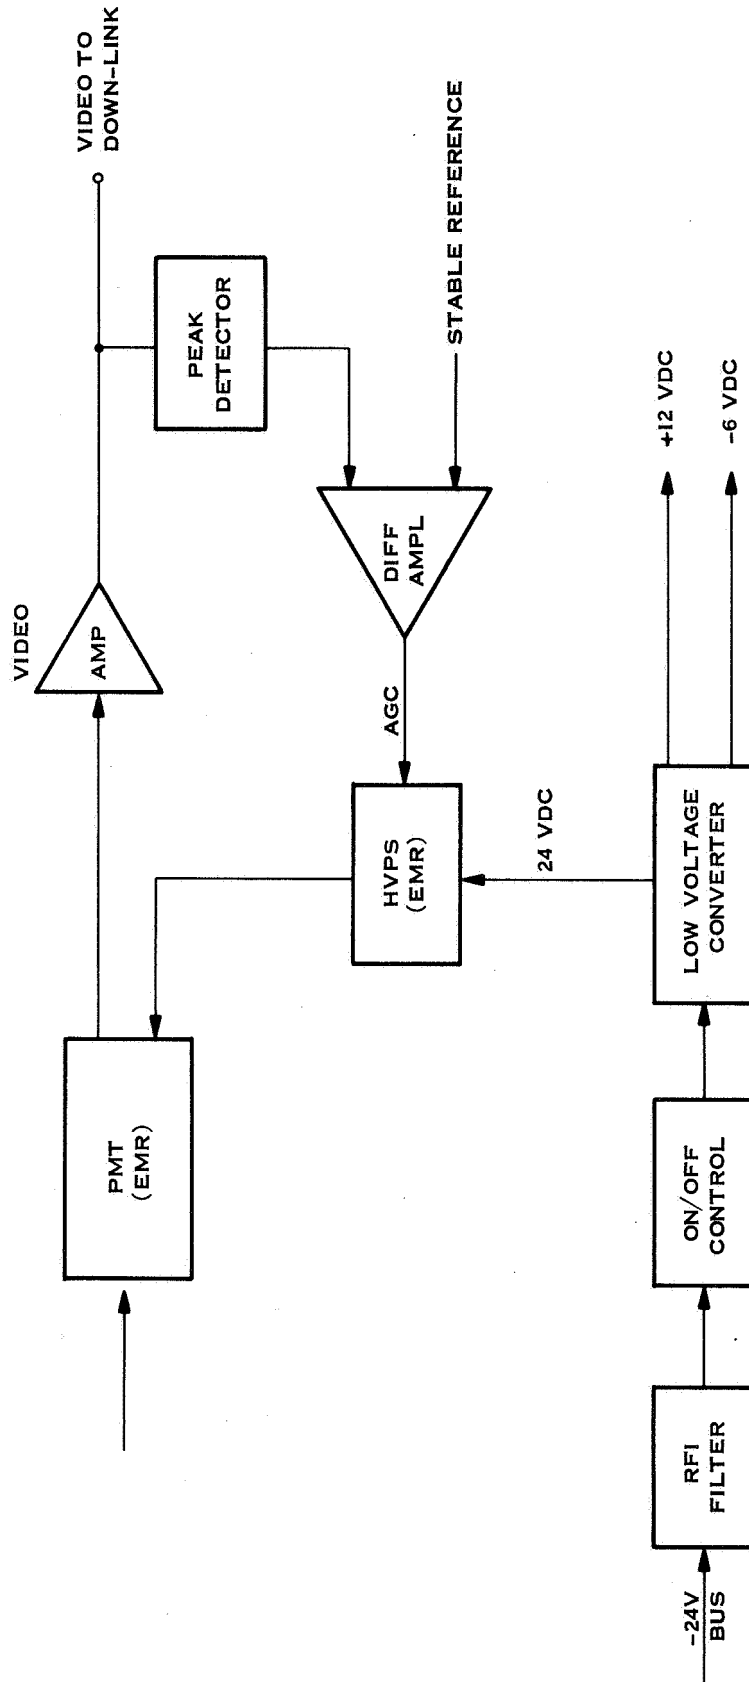 VIDEO
AMP
VIDEO TO
DOWN-LINK
PMT
(EMR)
PEAK
DETECTOR
HVPS
(EMR)
AGC
DIFF
AMPL
STABLE REFERENCE
24 VDC
-24V
BUS
RFI
FILTER
ON/OFF
CONTROL
LOW VOLTAGE
CONVERTER
+12 VDC
-6 VDC